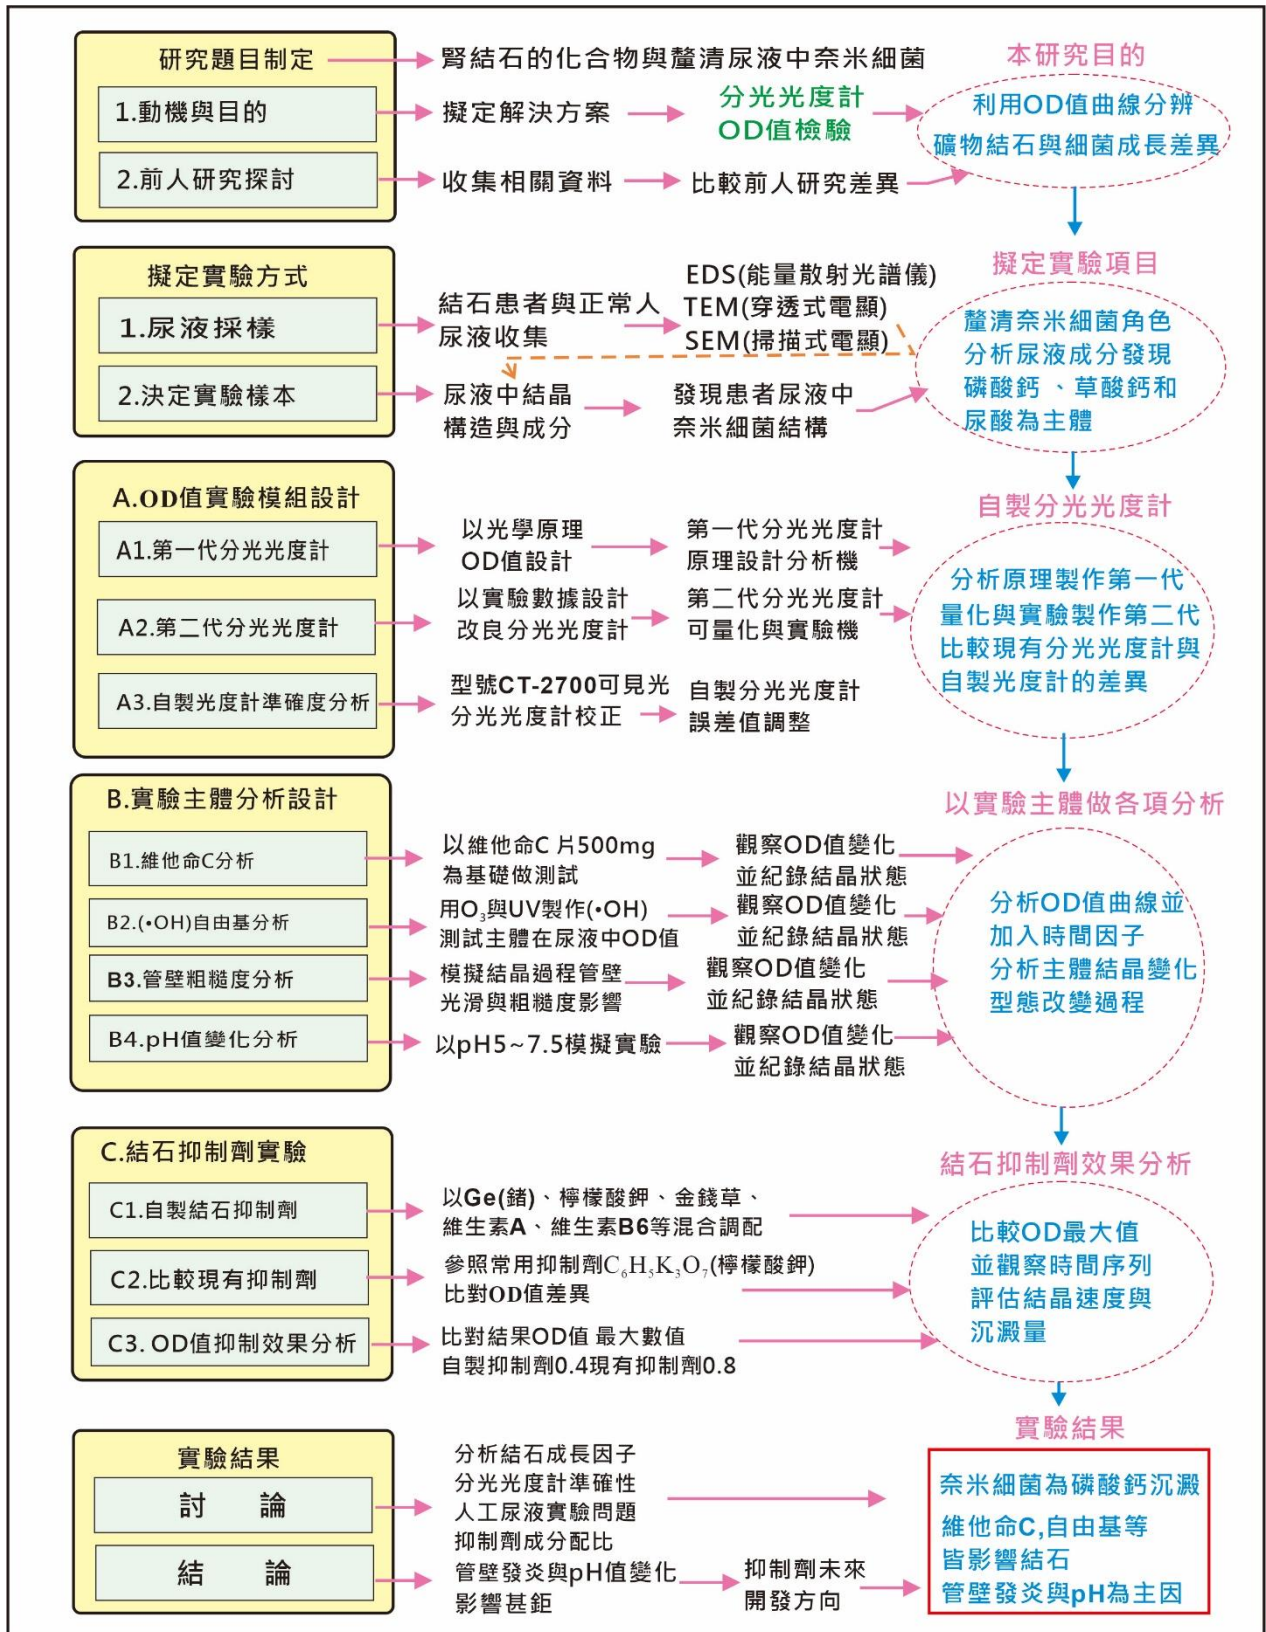 研究題目制定
腎結石的化合物與釐清尿液中奈米細菌
本研究目的
1.動機與目的
擬定解決方案
分光光度計
OD值檢驗
利用OD值曲線分辨
礦物結石與細菌成長差異
2.前人研究探討
收集相關資料
比較前人研究差異
擬定實驗方式
1.尿液採樣
結石患者與正常人
尿液收集
EDS(能量散射光譜儀)
TEM(穿透式電顯)
SEM(掃描式電顯)
擬定實驗項目
釐清奈米細菌角色
分析尿液成分發現
磷酸鈣 、草酸鈣和
尿酸為主體
2.決定實驗樣本
尿液中結晶
構造與成分
發現患者尿液中
奈米細菌結構
A.OD值實驗模組設計
A1.第一代分光光度計
以光學原理
OD值設計
第一代分光光度計
原理設計分析機
自製分光光度計
分析原理製作第一代
量化與實驗製作第二代
比較現有分光光度計與
自製光度計的差異
A2.第二代分光光度計
以實驗數據設計
改良分光光度計
第二代分光光度計
可量化與實驗機
A3.自製光度計準確度分析
型號CT-2700可見光
分光光度計校正
自製分光光度計
誤差值調整
B.實驗主體分析設計
以實驗主體做各項分析
B1.維他命C分析
以維他命C 片500mg
為基礎做測試
觀察OD值變化
並紀錄結晶狀態
B2.(•OH)自由基分析
用O₃與UV製作(•OH)
測試主體在尿液中OD值
觀察OD值變化
並紀錄結晶狀態
分析OD值曲線並
加入時間因子
分析主體結晶變化
型態改變過程
B3.管壁粗糙度分析
模擬結晶過程管壁
光滑與粗糙度影響
觀察OD值變化
並紀錄結晶狀態
B4.pH值變化分析
以pH5~7.5模擬實驗
觀察OD值變化
並紀錄結晶狀態
C.結石抑制劑實驗
結石抑制劑效果分析
C1.自製結石抑制劑
以Ge(鍺)、檸檬酸鉀、金錢草、
維生素A、維生素B6等混合調配
比較OD最大值
並觀察時間序列
評估結晶速度與
沉澱量
C2.比較現有抑制劑
參照常用抑制劑C₆H₅K₃O₇(檸檬酸鉀)
比對OD值差異
C3. OD值抑制效果分析
比對結果OD值 最大數值
自製抑制劑0.4現有抑制劑0.8
實驗結果
討 論
分析結石成長因子
分光光度計準確性
人工尿液實驗問題
抑制劑成分配比
實驗結果
奈米細菌為磷酸鈣沉澱
維他命C,自由基等
皆影響結石
管壁發炎與pH為主因
結 論
管壁發炎與pH值變化
影響甚鉅
抑制劑未來
開發方向